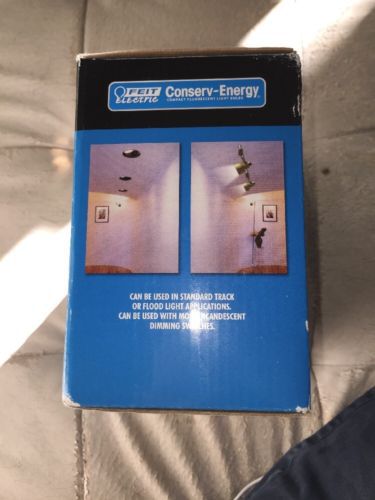 FEIT electric Conserv-Energy
COMPACT FLUORESCENT LIGHT BULBS
CAN BE USED IN STANDARD TRACK
OR FLOOD LIGHT APPLICATIONS.
CAN BE USED WITH INCANDESCENT
DIMMING SWITCHES.